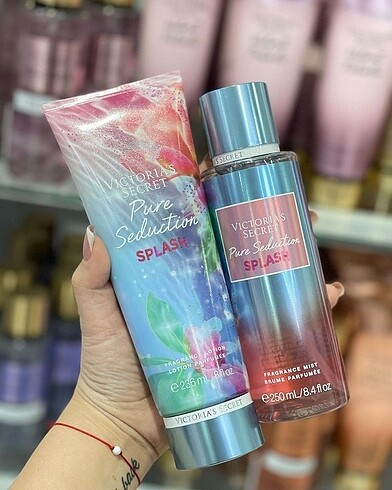 VICTORIA'S
SECRET
Pure
Seduction
SPLASH
FRAGRANCE LOTION
LOTION PARFUMÉE
℮236 mL/8 fl oz
VICTORIA'S SECRET
SECRET
VICTORIA'S
SECRET
Pure Seduction
SPLASH
FRAGRANCE MIST
BRUME PARFUMÉE
℮250 mL/8.4 fl oz